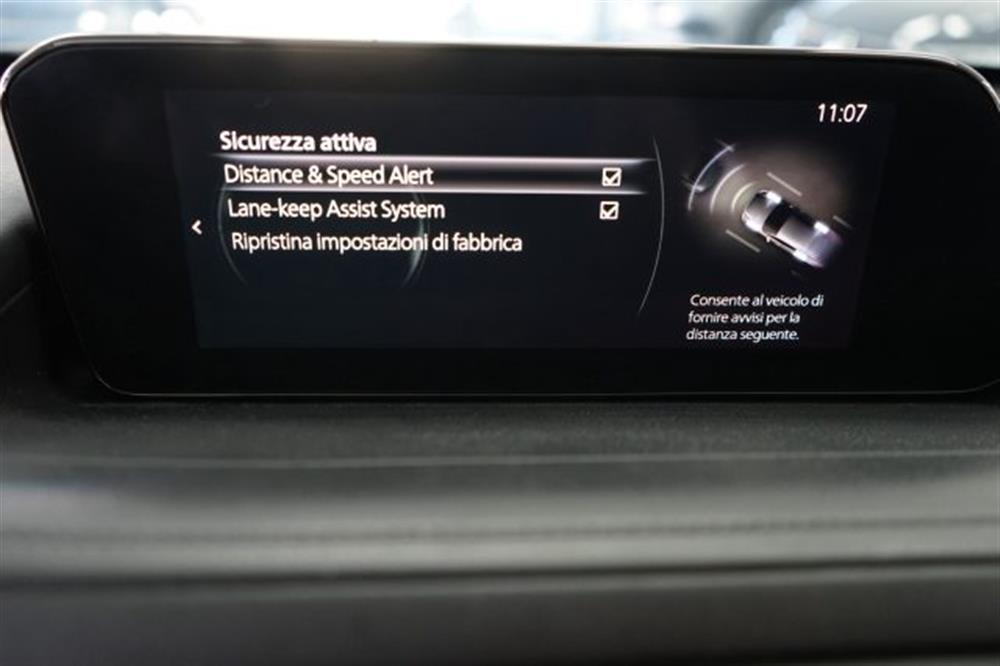 11:07
Sicurezza attiva
Distance & Speed Alert
Lane-keep Assist System
Ripristina impostazioni di fabbrica
Consente al veicolo di
fornire avvisi per la
distanza seguente.